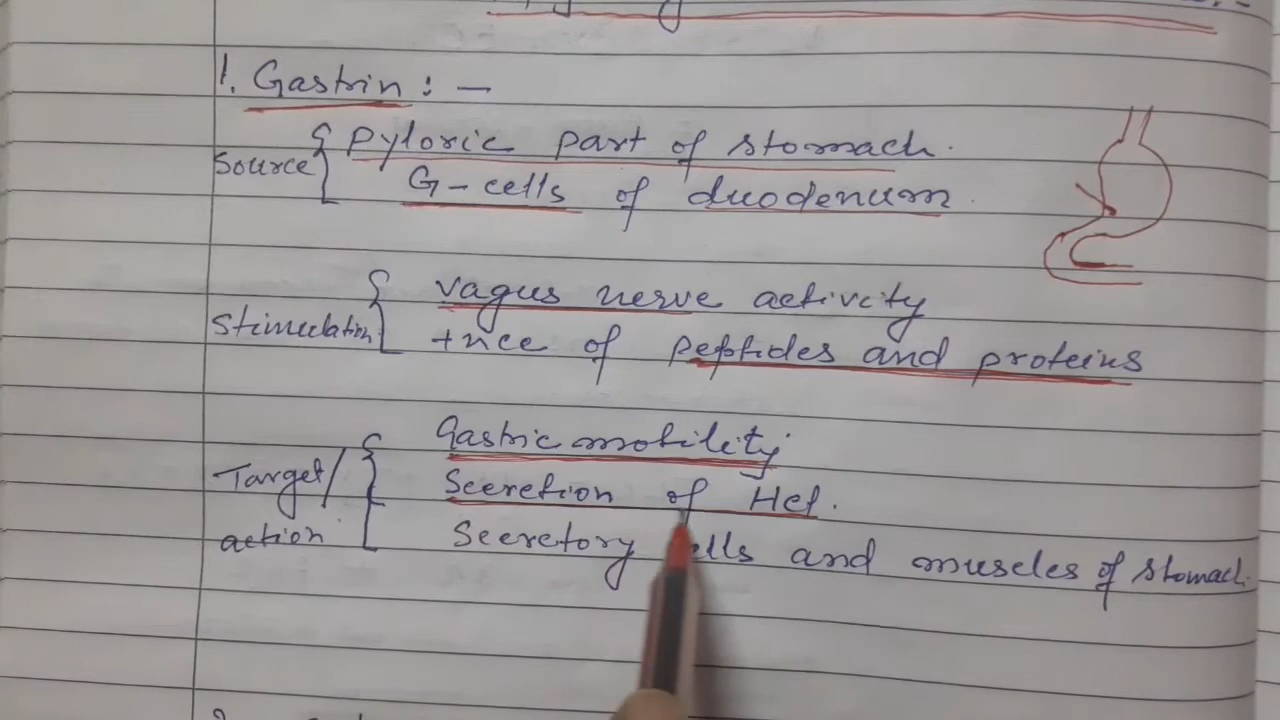 1. Gastrin : —
Source { Pyloric part of stomach.
G-cells of duodenum.
Stimulation { vagus nerve activity
+nce of peptides and proteins
Target/ action { Gastric mobility
Secretion of Hcl.
Secretory cells and muscles of stomach.